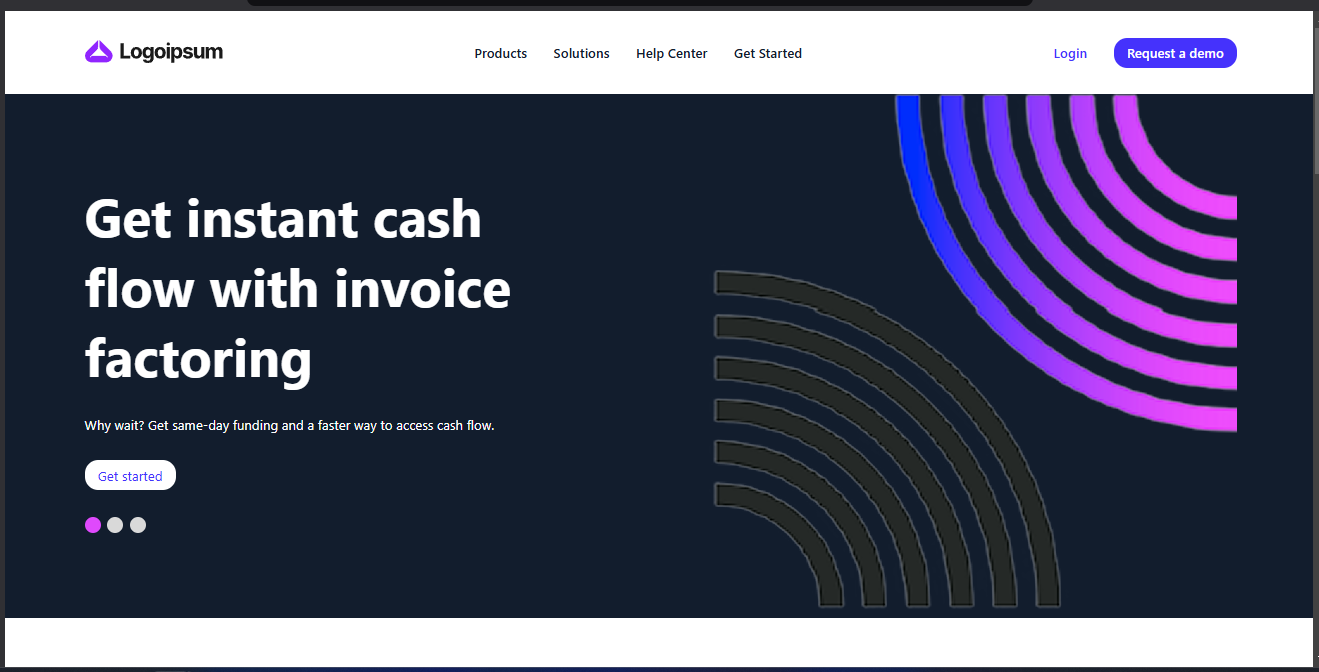 Logoipsum
Products
Solutions
Help Center
Get Started
Login
Request a demo
Get instant cash
flow with invoice
factoring
Why wait? Get same-day funding and a faster way to access cash flow.
Get started